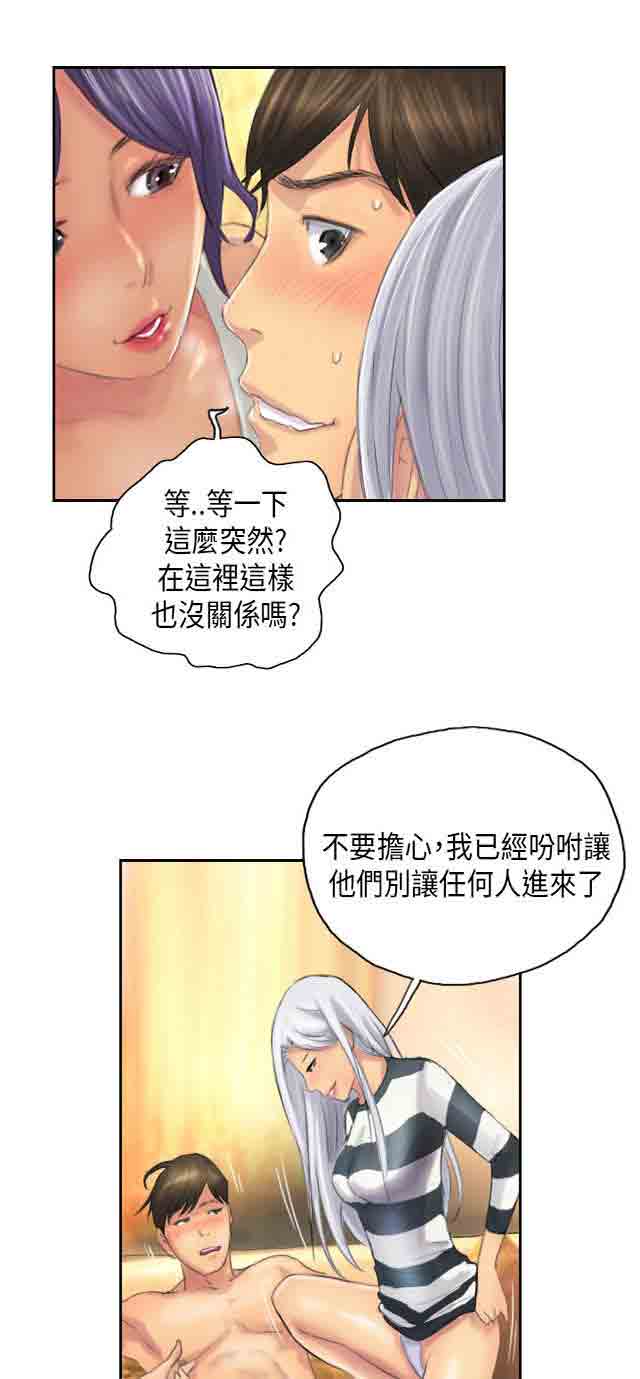 等..等一下
這麼突然?
在這裡這樣
也沒關係嗎?
不要擔心,我已經吩咐讓
他們別讓任何人進來了